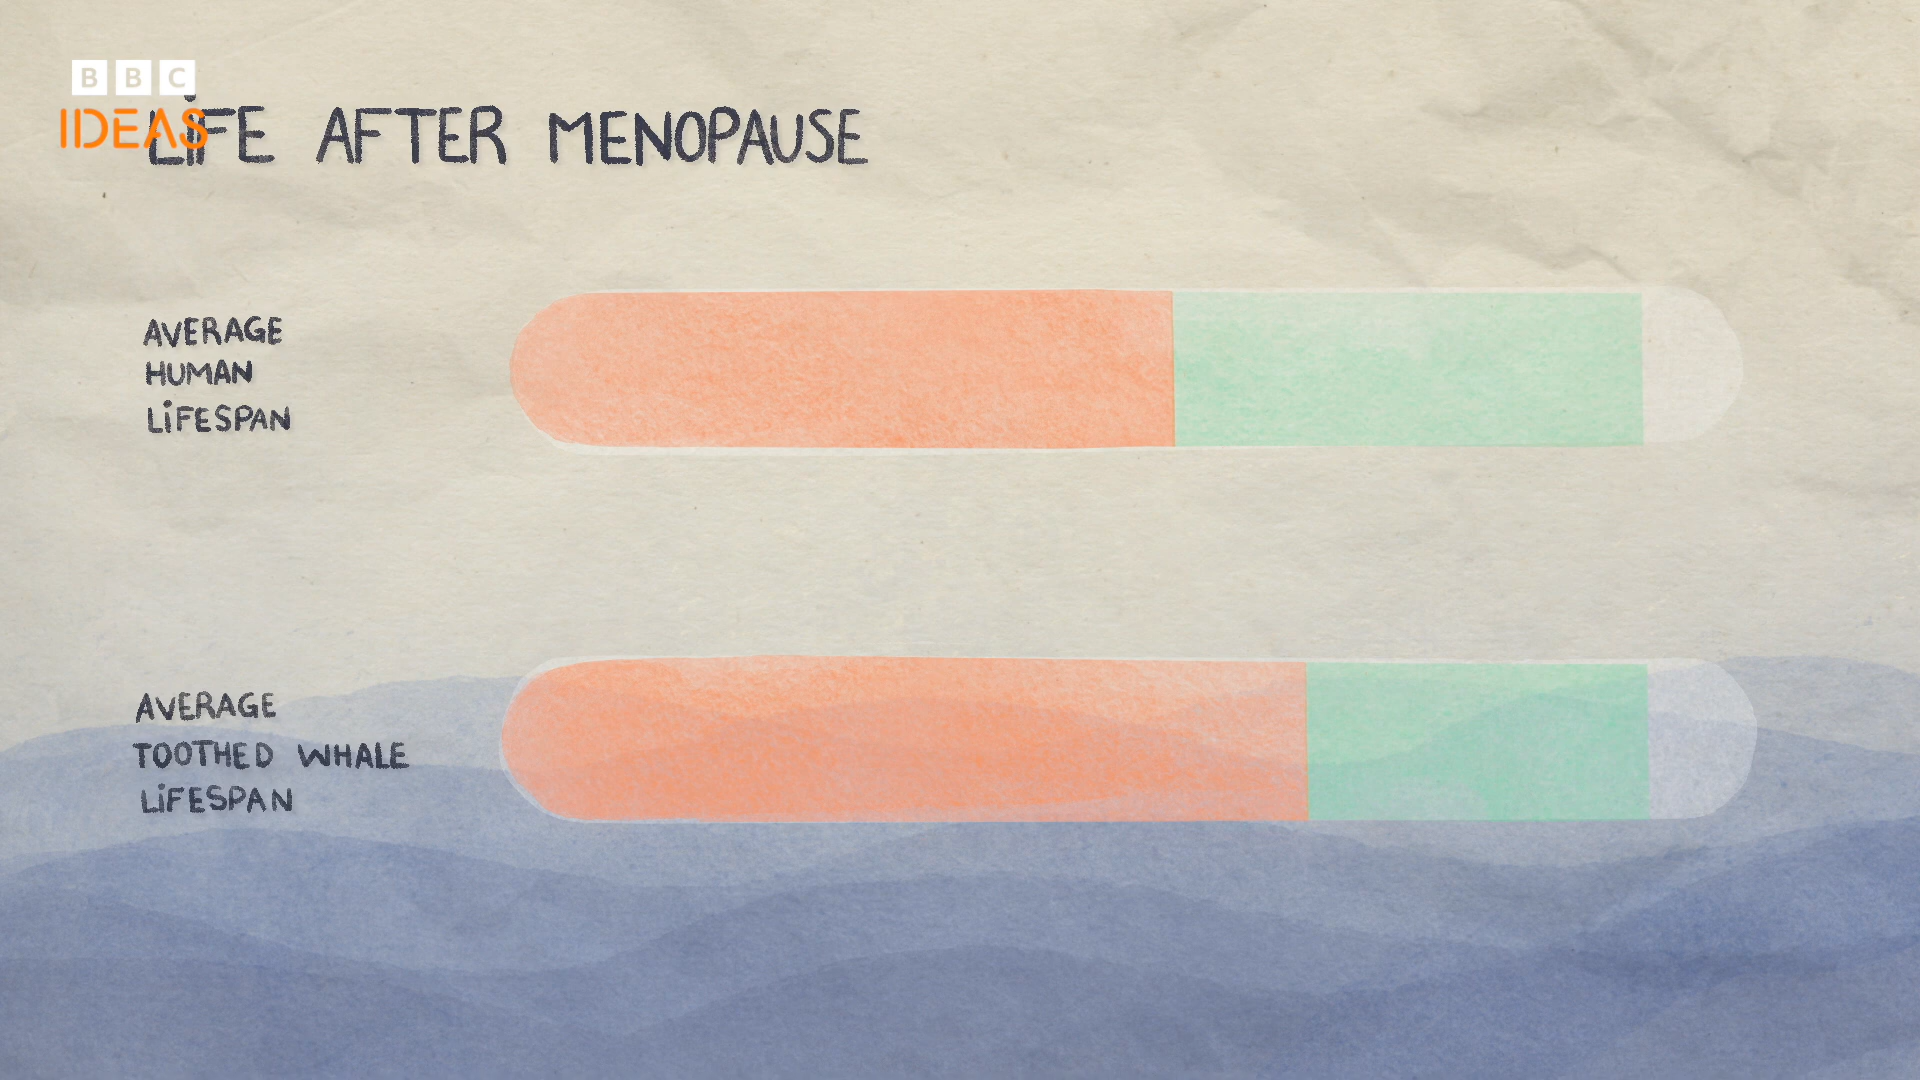 BBC
IDEAS
LiFE AFTER MENOPAUSE
AVERAGE
HUMAN
LiFESPAN
AVERAGE
TOOTHED WHALE
LiFESPAN